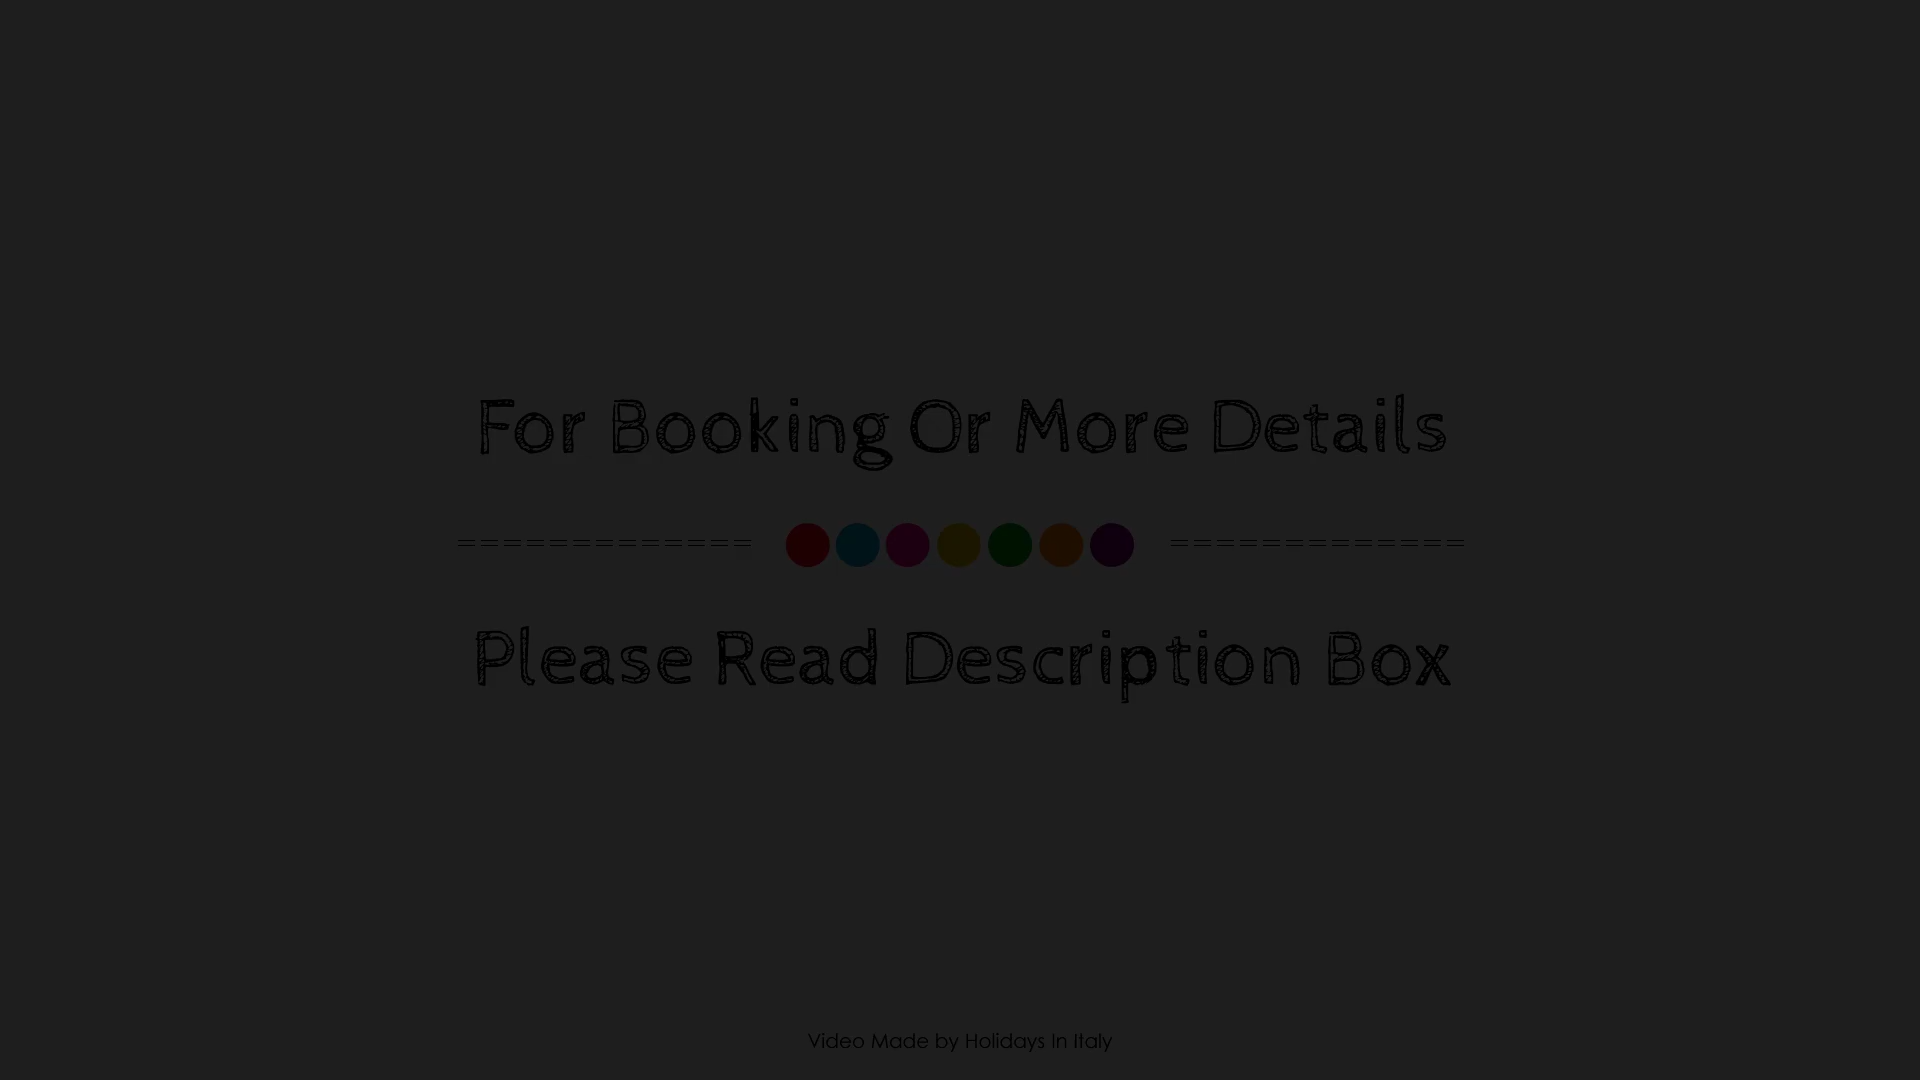 For Booking Or More Details
============= =============
Please Read Description Box
Video Made by Holidays In Italy